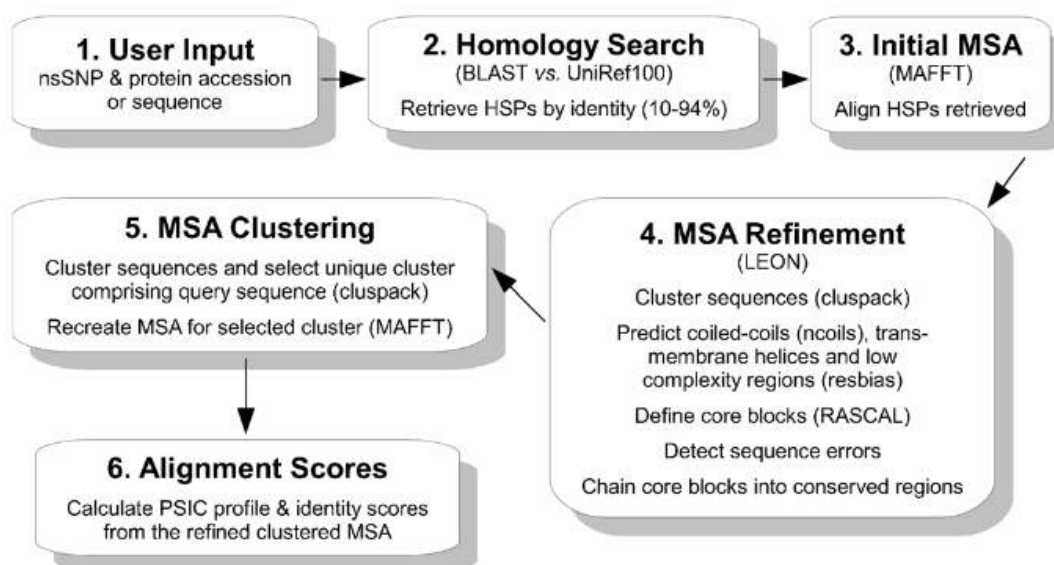 1. User Input
nsSNP & protein accession
or sequence
2. Homology Search
(BLAST vs. UniRef100)
Retrieve HSPs by identity (10-94%)
3. Initial MSA
(MAFFT)
Align HSPs retrieved
4. MSA Refinement
(LEON)
Cluster sequences (cluspack)
Predict coiled-coils (ncoils), trans-
membrane helices and low
complexity regions (resbias)
Define core blocks (RASCAL)
Detect sequence errors
Chain core blocks into conserved regions
5. MSA Clustering
Cluster sequences and select unique cluster
comprising query sequence (cluspack)
Recreate MSA for selected cluster (MAFFT)
6. Alignment Scores
Calculate PSIC profile & identity scores
from the refined clustered MSA